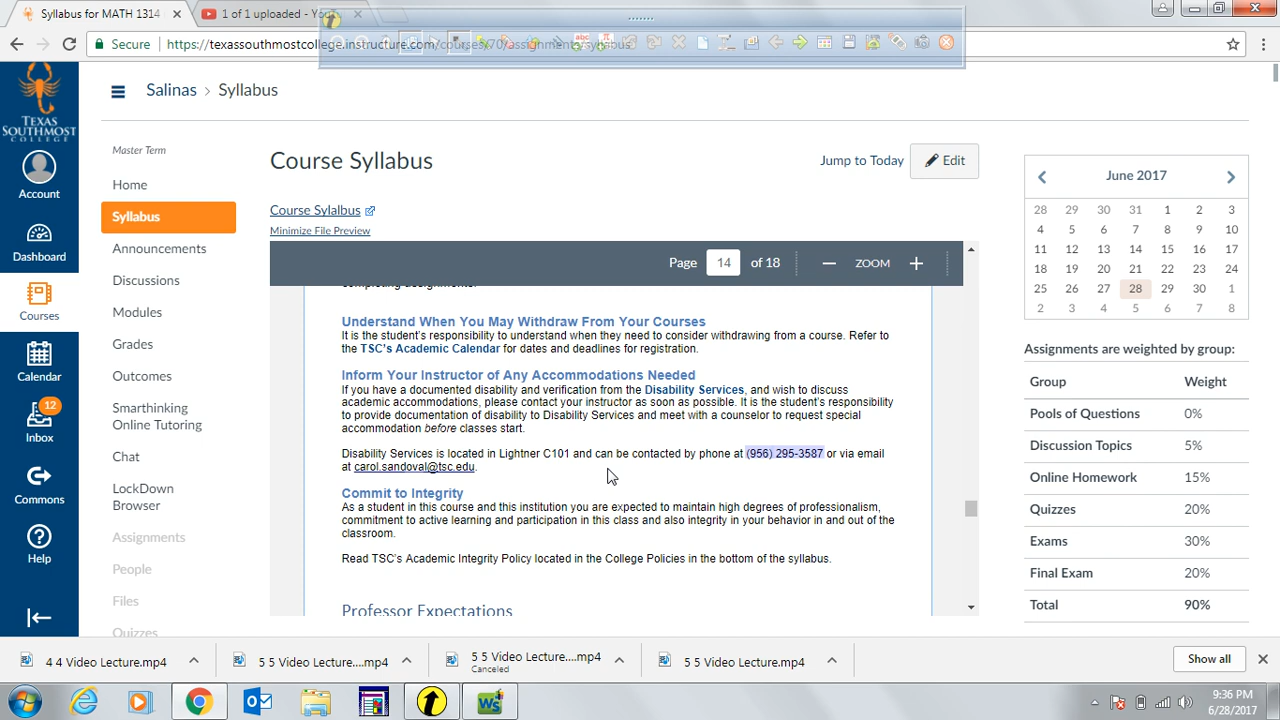 Syllabus for MATH 1314
1 of 1 uploaded - You
Secure
https://texassouthmostcollege.instructure.com/courses/
70/assignments/syllabus
TEXAS
SOUTHMOST
COLLEGE
Account
Dashboard
Courses
Calendar
12
Inbox
Commons
Help
Salinas > Syllabus
Master Term
Home
Syllabus
Announcements
Discussions
Modules
Grades
Outcomes
Smarthinking
Online Tutoring
Chat
LockDown
Browser
Assignments
People
Files
Quizzes
Course Syllabus
Jump to Today
Edit
Course Sylalbus
Minimize File Preview
Page 14 of 18
ZOOM
completing assignments.
Understand When You May Withdraw From Your Courses
It is the student's responsibility to understand when they need to consider withdrawing from a course. Refer to
the TSC's Academic Calendar for dates and deadlines for registration.
Inform Your Instructor of Any Accommodations Needed
If you have a documented disability and verification from the Disability Services, and wish to discuss
academic accommodations, please contact your instructor as soon as possible. It is the student's responsibility
to provide documentation of disability to Disability Services and meet with a counselor to request special
accommodation before classes start.
Disability Services is located in Lightner C101 and can be contacted by phone at (956) 295-3587 or via email
at carol.sandoval@tsc.edu.
Commit to Integrity
As a student in this course and this institution you are expected to maintain high degrees of professionalism,
commitment to active learning and participation in this class and also integrity in your behavior in and out of the
classroom.
Read TSC's Academic Integrity Policy located in the College Policies in the bottom of the syllabus.
Professor Expectations
June 2017
28 29 30 31 1 2 3
4 5 6 7 8 9 10
11 12 13 14 15 16 17
18 19 20 21 22 23 24
25 26 27 28 29 30 1
2 3 4 5 6 7 8
Assignments are weighted by group:
Group Weight
Pools of Questions 0%
Discussion Topics 5%
Online Homework 15%
Quizzes 20%
Exams 30%
Final Exam 20%
Total 90%
4 4 Video Lecture.mp4
5 5 Video Lecture....mp4
5 5 Video Lecture....mp4
Canceled
5 5 Video Lecture.mp4
Show all
9:36 PM
6/28/2017